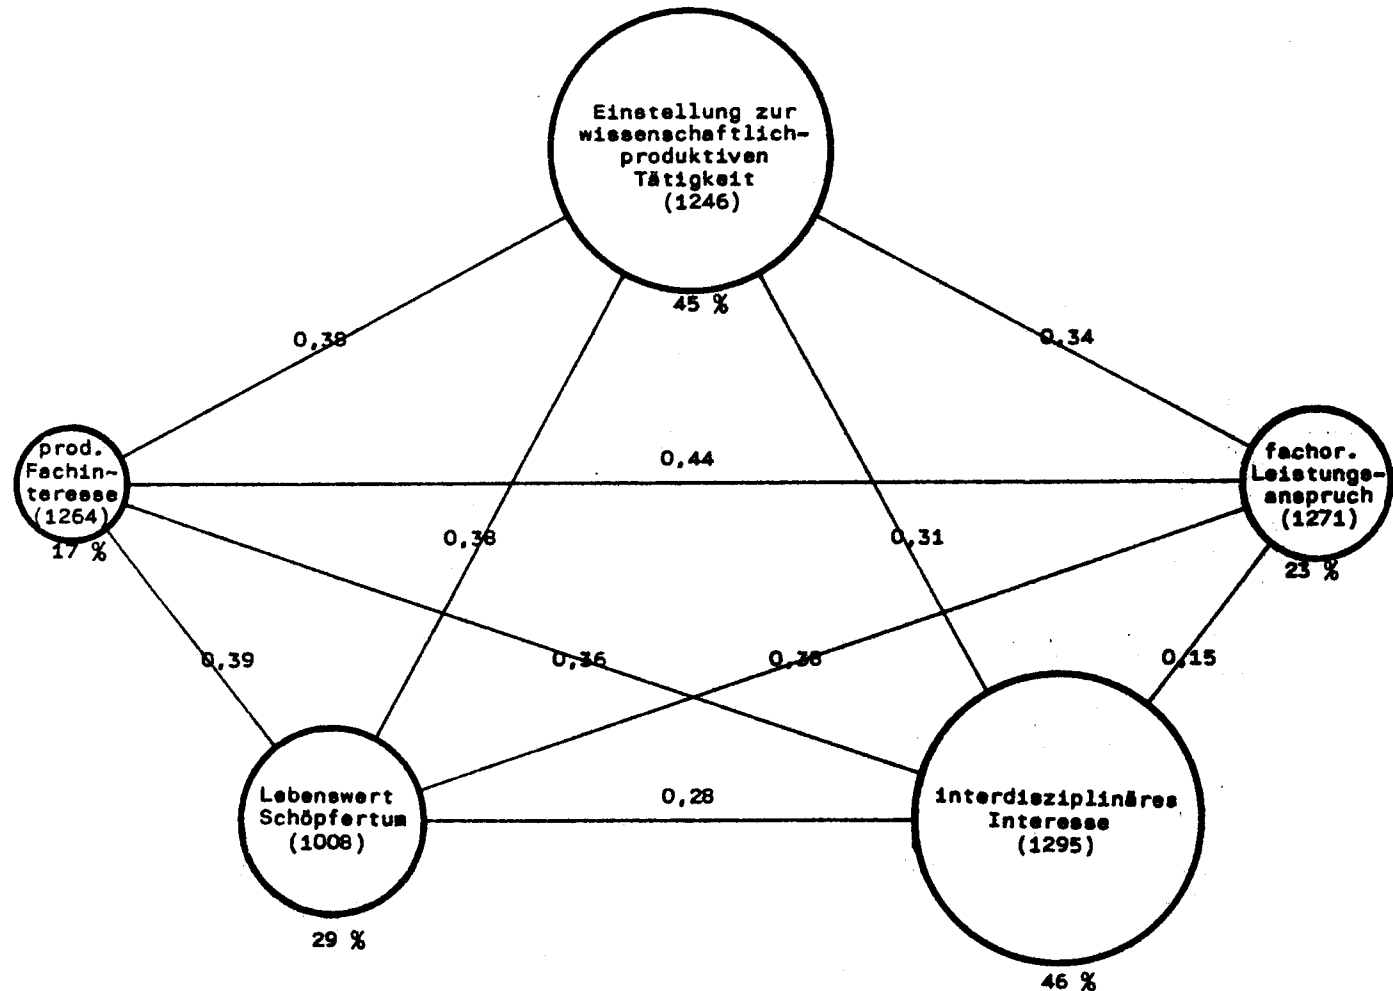 Einstellung zur
wissenschaftlich-
produktiven
Tätigkeit
(1246)
45 %
0,38
0,34
prod.
Fachin-
teresse
(1264)
17 %
0,44
fachor.
Leistungs-
anspruch
(1271)
23 %
0,38
0,31
0,39
0,36
0,15
Lebenswert
Schöpfertum
(1008)
29 %
0,28
interdisziplinäres
Interesse
(1295)
46 %